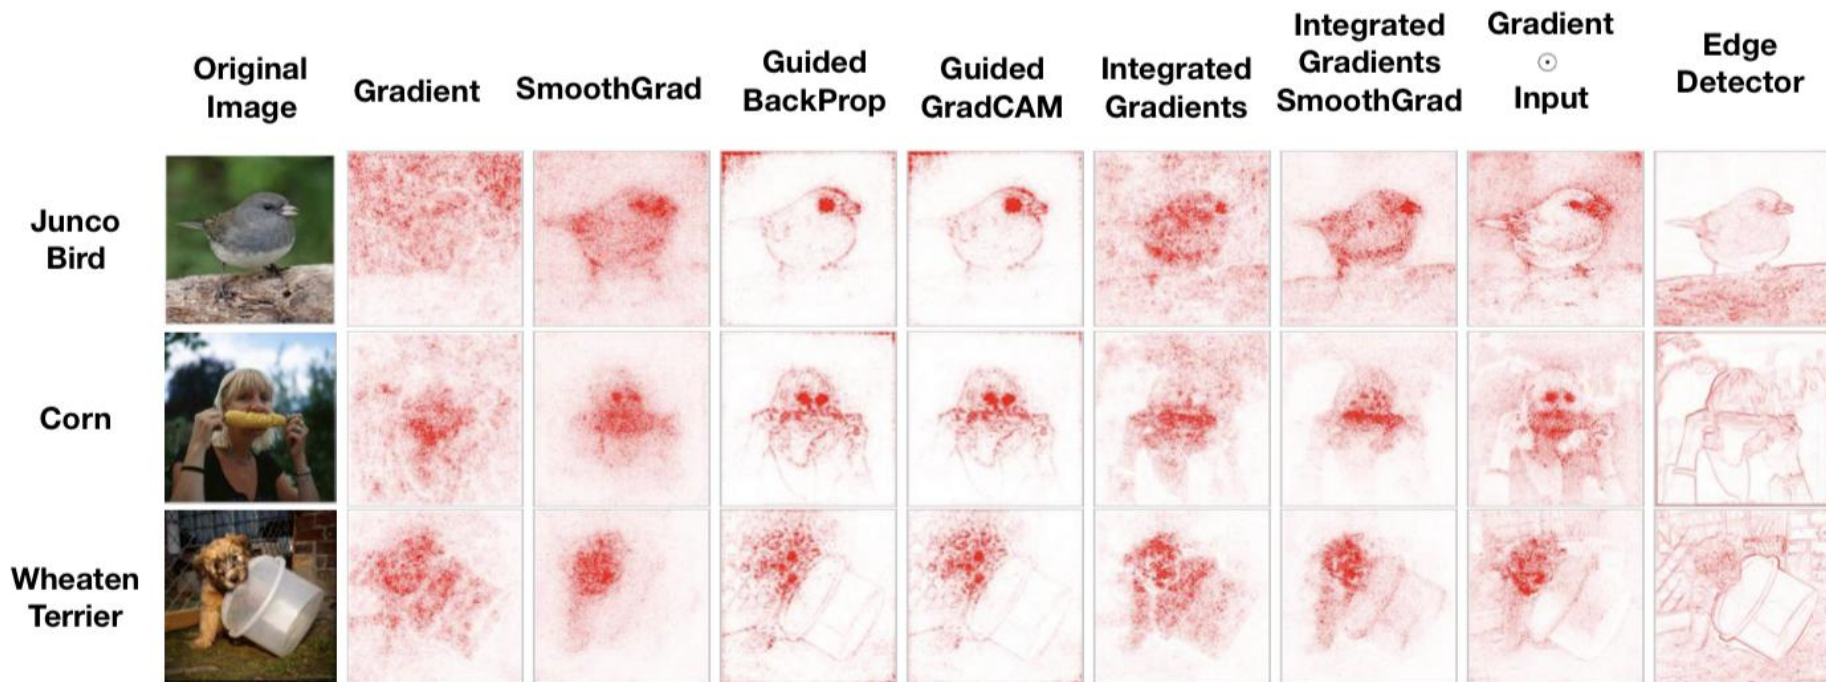 Original
Image
Gradient
SmoothGrad
Guided
BackProp
Guided
GradCAM
Integrated
Gradients
Integrated
Gradients
SmoothGrad
Gradient
⊙
Input
Edge
Detector
Junco
Bird
Corn
Wheaten
Terrier